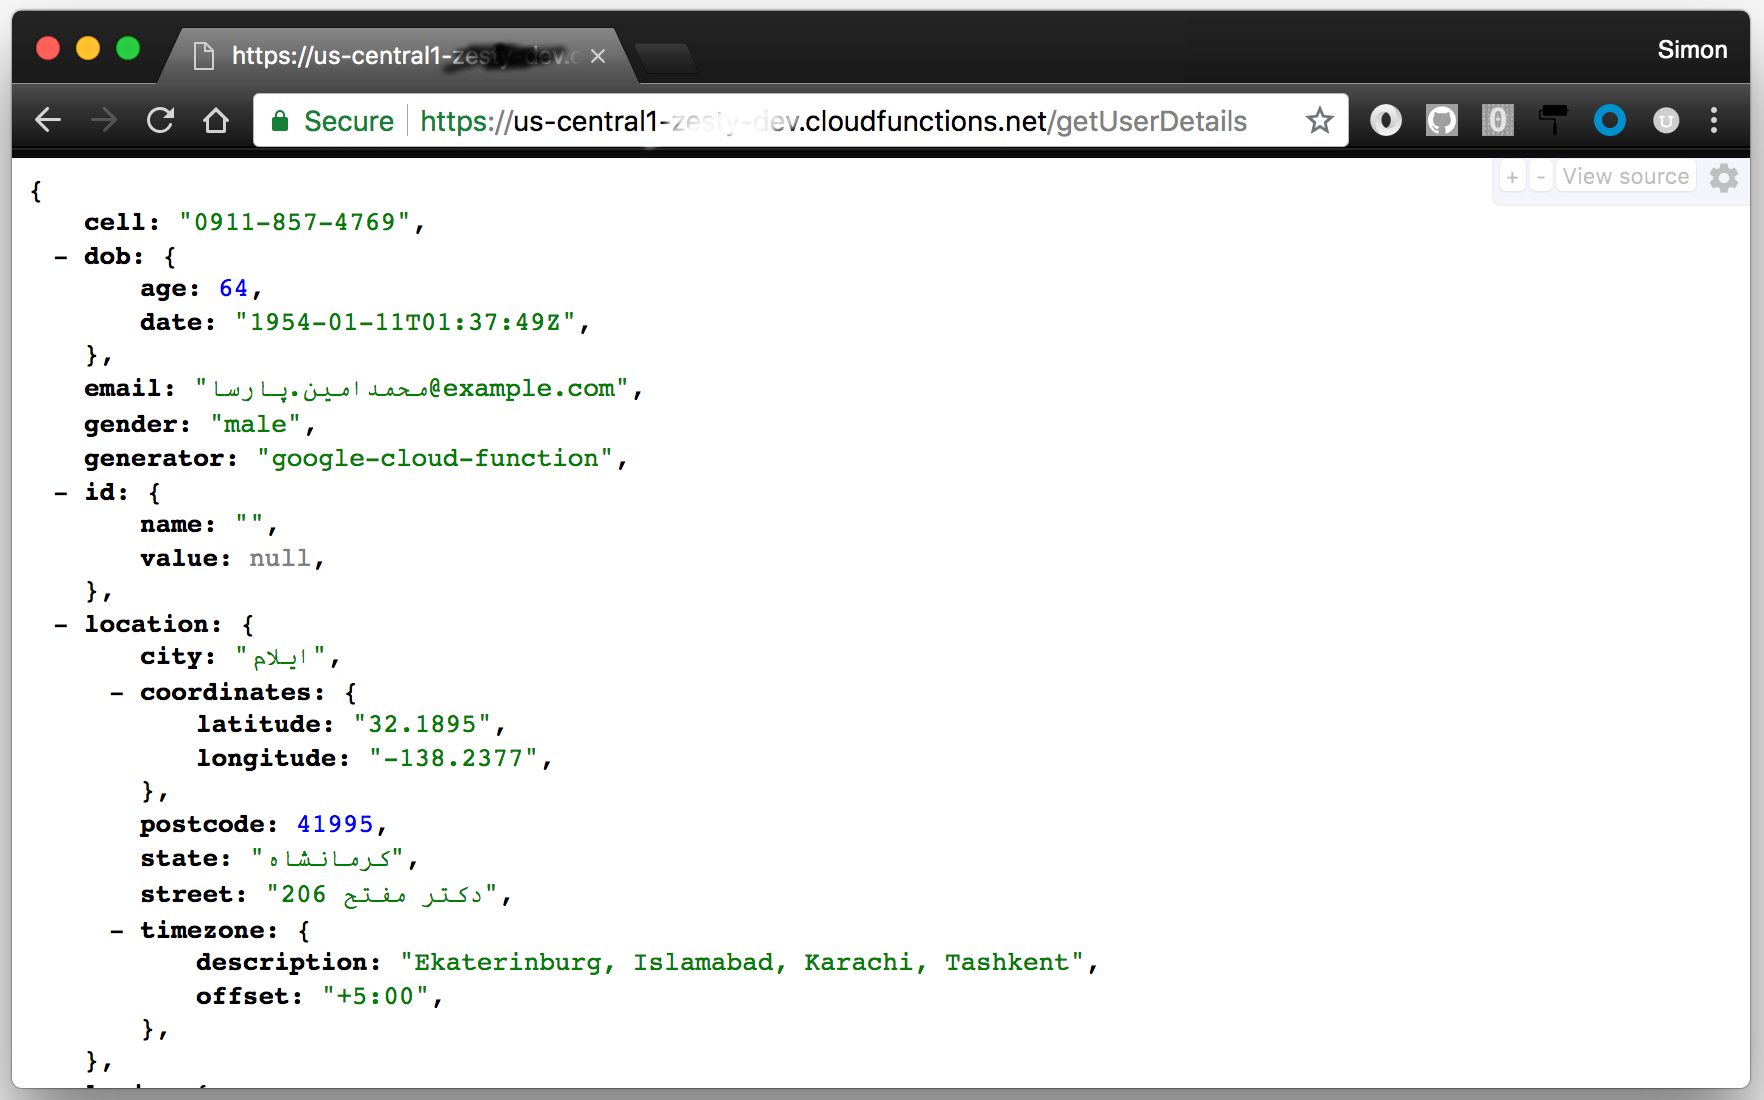 https://us-central1-zesty-dev.c
Simon
Secure https://us-central1-zesty-dev.cloudfunctions.net/getUserDetails
+ - View source
{
cell: "0911-857-4769",
- dob: {
age: 64,
date: "1954-01-11T01:37:49Z",
},
email: "محمدامین.پارسا@example.com",
gender: "male",
generator: "google-cloud-function",
- id: {
name: "",
value: null,
},
- location: {
city: "ایلام",
- coordinates: {
latitude: "32.1895",
longitude: "-138.2377",
},
postcode: 41995,
state: "کرمانشاه",
street: "206 دکتر مفتح",
- timezone: {
description: "Ekaterinburg, Islamabad, Karachi, Tashkent",
offset: "+5:00",
},
},